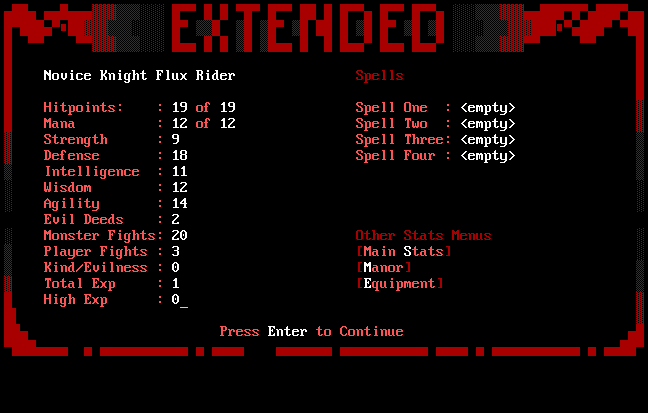 EXTENDED
Novice Knight Flux Rider
Hitpoints: : 19 of 19
Mana : 12 of 12
Strength : 9
Defense : 18
Intelligence : 11
Wisdom : 12
Agility : 14
Evil Deeds : 2
Monster Fights: 20
Player Fights : 3
Kind/Evilness : 0
Total Exp : 1
High Exp : 0_
Spells
Spell One : <empty>
Spell Two : <empty>
Spell Three: <empty>
Spell Four : <empty>
Other Stats Menus
[Main Stats]
[Manor]
[Equipment]
Press Enter to Continue